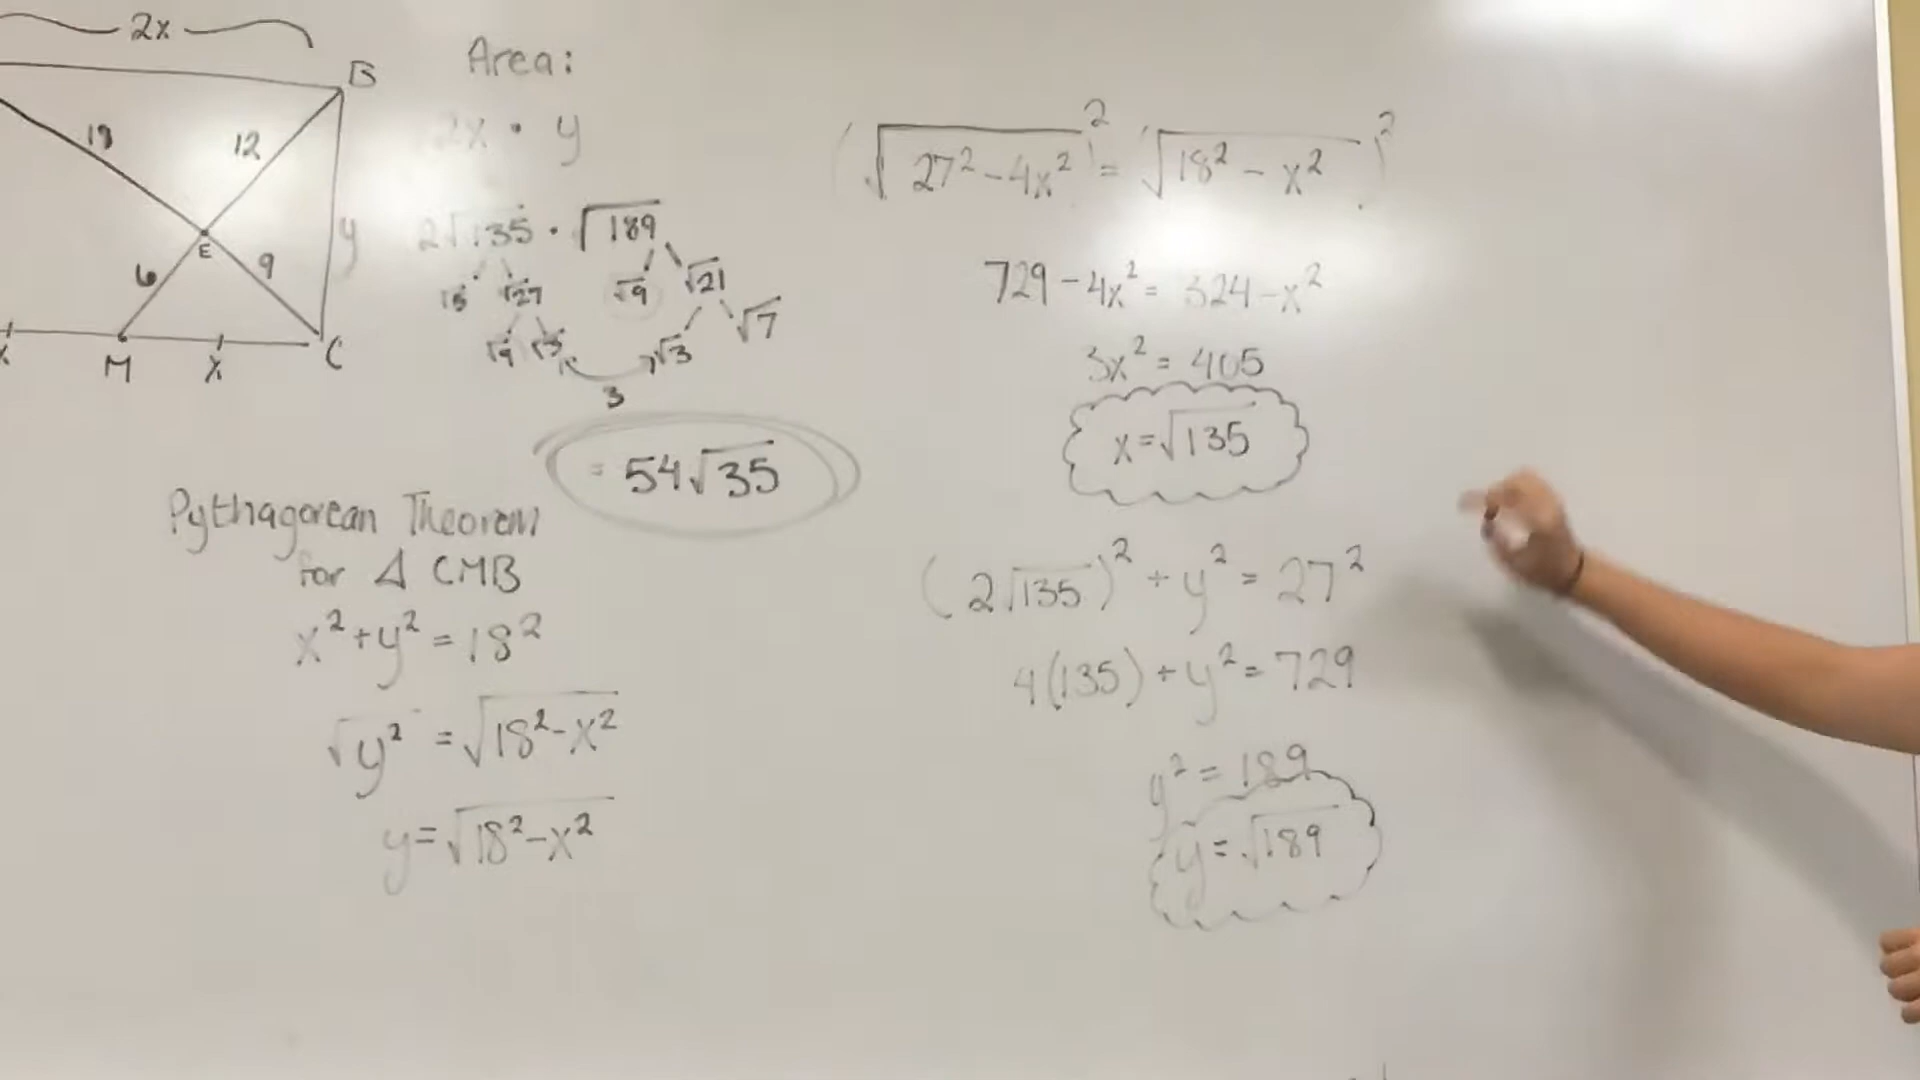 2x
B
Area:
18
12
2x · y
y
E
6
9
x
M
x
C
2√135 · √189
√5 √27 √9 √21
√9 √3 √3 √7
3
= 54√35
Pythagorean Theorem
for △ CMB
x² + y² = 18²
√y² = √18²-x²
y = √18²-x²
(√27² - 4x²)² = (√18² - x²)²
729 - 4x² = 324 - x²
3x² = 405
x = √135
(2√135)² + y² = 27²
4(135) + y² = 729
y² = 189
y = √189